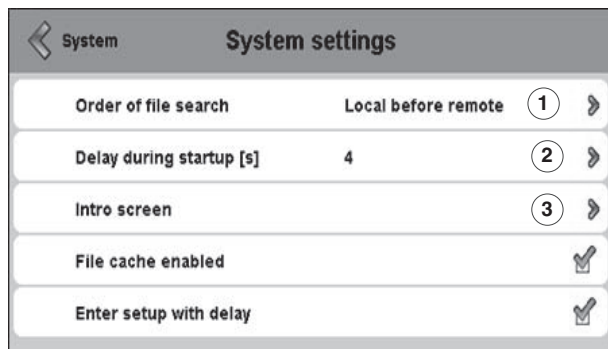 System System settings
Order of file search Local before remote 1
Delay during startup [s] 4 2
Intro screen 3
File cache enabled
Enter setup with delay